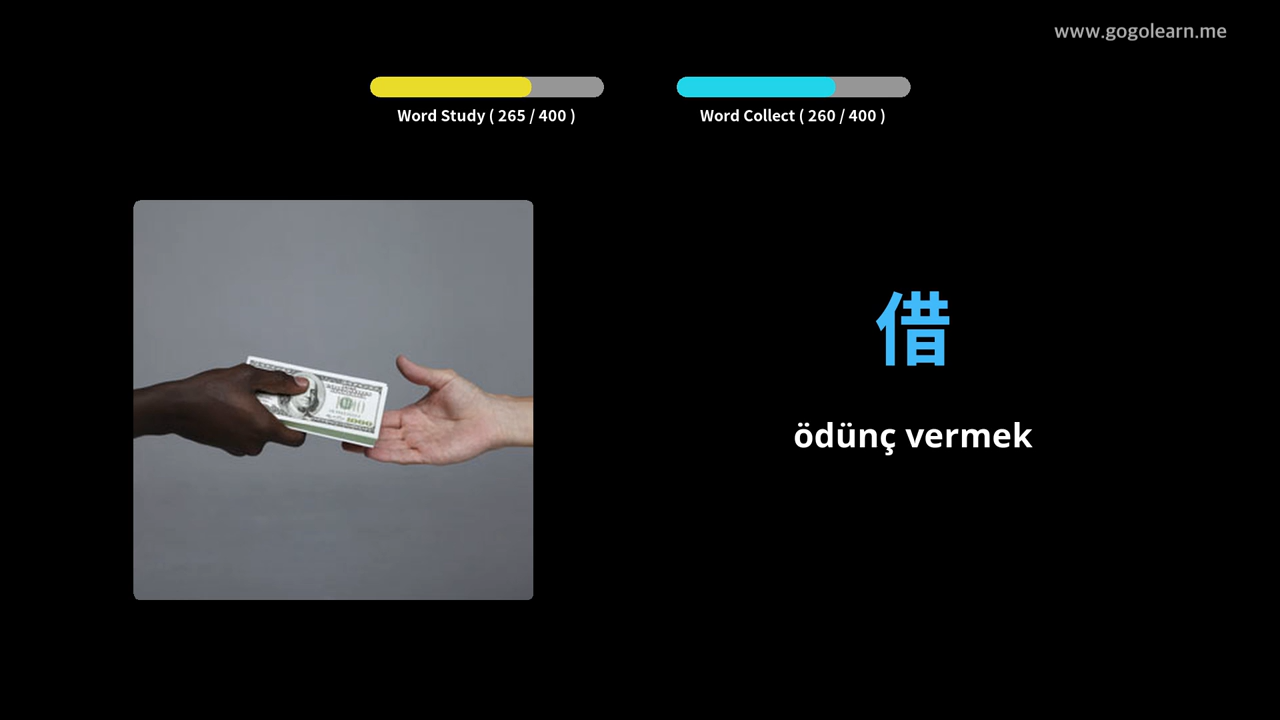 www.gogolearn.me
Word Study ( 265 / 400 )
Word Collect ( 260 / 400 )
借
ödünç vermek